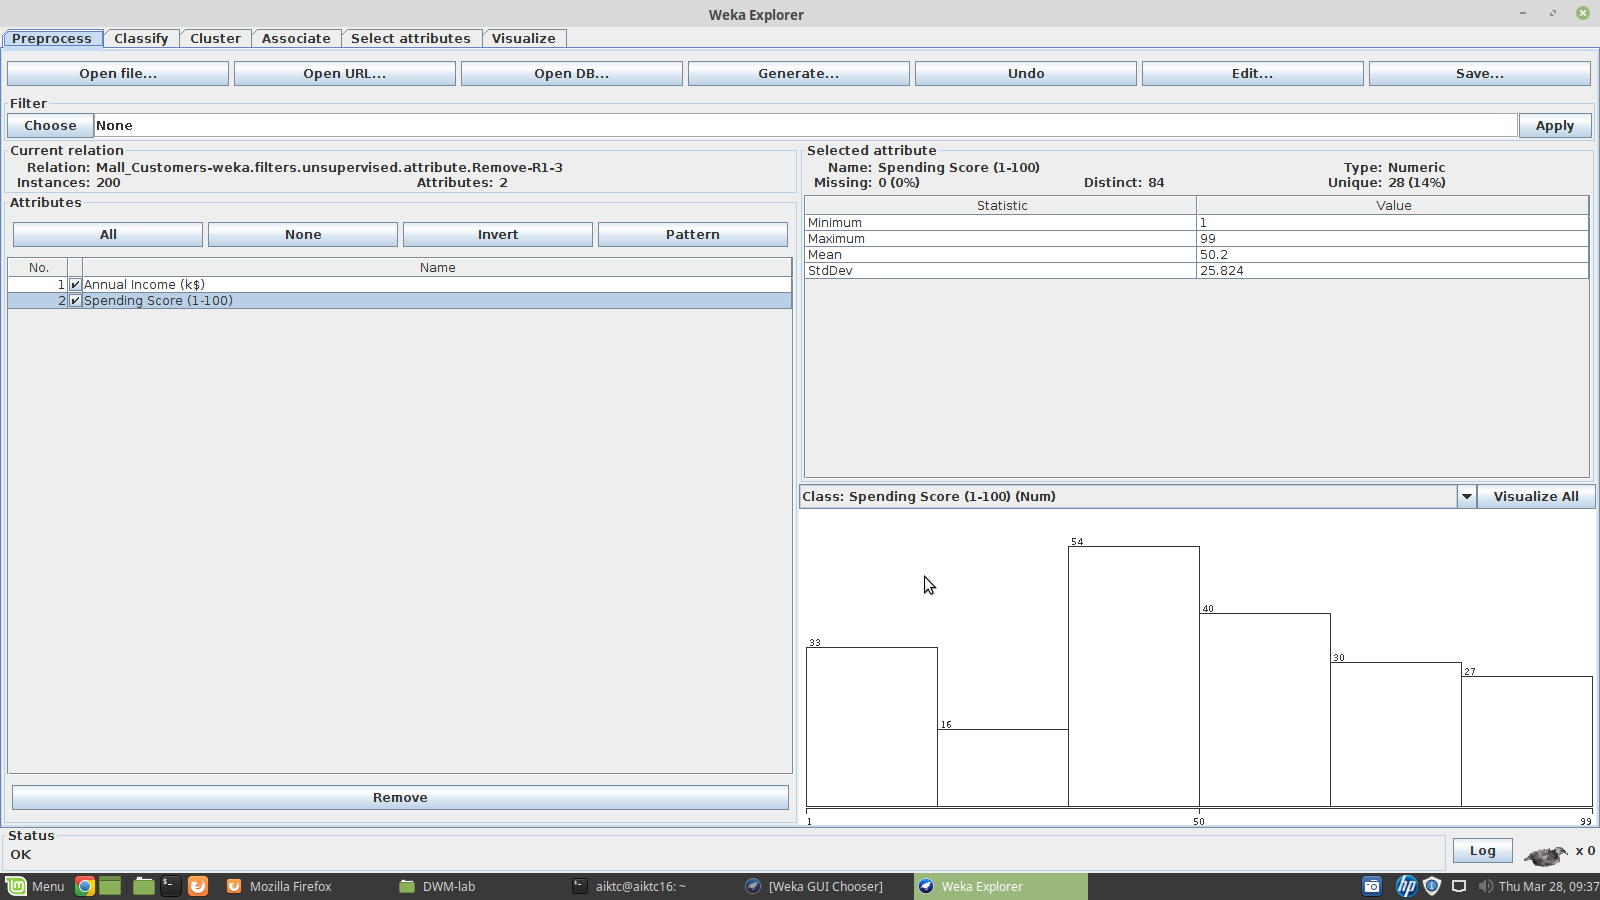 Weka Explorer
Preprocess Classify Cluster Associate Select attributes Visualize
Open file... Open URL... Open DB... Generate... Undo Edit... Save...
Filter
Choose None Apply
Current relation
Relation: Mall_Customers-weka.filters.unsupervised.attribute.Remove-R1-3
Instances: 200 Attributes: 2
Attributes
All None Invert Pattern
No. Name
1 Annual Income (k$)
2 Spending Score (1-100)
Remove
Selected attribute
Name: Spending Score (1-100) Type: Numeric
Missing: 0 (0%) Distinct: 84 Unique: 28 (14%)
Statistic Value
Minimum 1
Maximum 99
Mean 50.2
StdDev 25.824
Class: Spending Score (1-100) (Num) Visualize All
54
40
33
30
27
16
1 50 99
Status
OK
Log x 0
Menu Mozilla Firefox DWM-lab aiktc@aiktc16: ~ [Weka GUI Chooser] Weka Explorer hp Thu Mar 28, 09:37